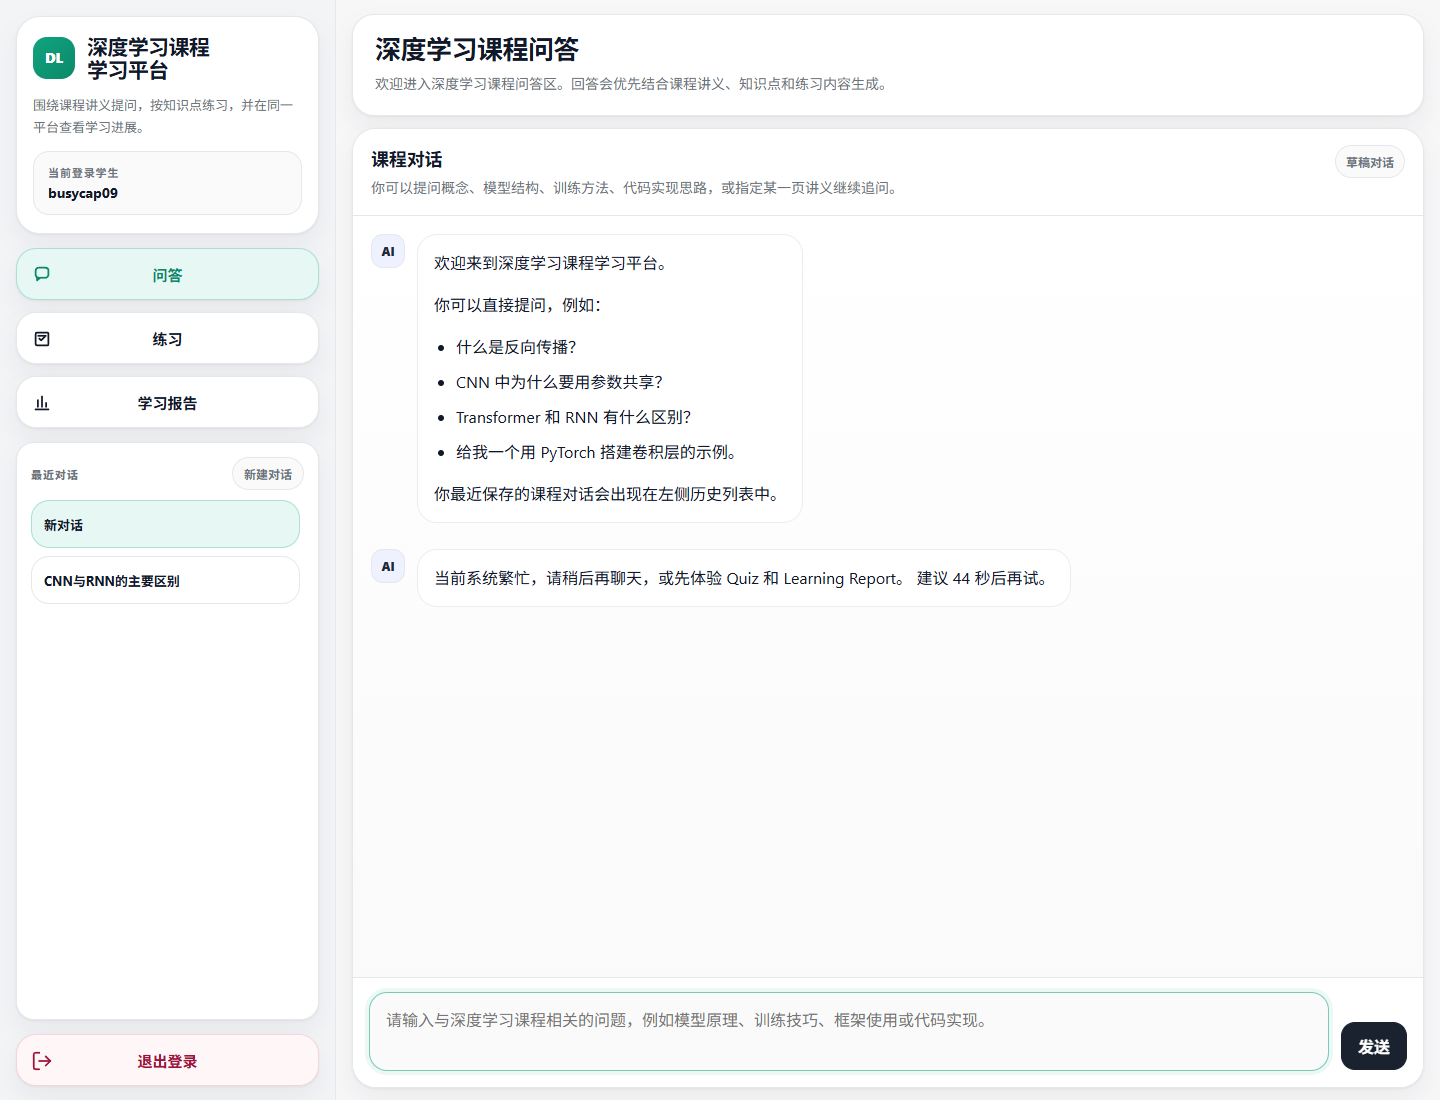 DL
深度学习课程
学习平台
围绕课程讲义提问，按知识点练习，并在同一
平台查看学习进展。
当前登录学生
busycap09
问答
练习
学习报告
最近对话
新建对话
新对话
CNN与RNN的主要区别
退出登录
深度学习课程问答
欢迎进入深度学习课程问答区。回答会优先结合课程讲义、知识点和练习内容生成。
课程对话
草稿对话
你可以提问概念、模型结构、训练方法、代码实现思路，或指定某一页讲义继续追问。
AI
欢迎来到深度学习课程学习平台。
你可以直接提问，例如：
• 什么是反向传播？
• CNN 中为什么要用参数共享？
• Transformer 和 RNN 有什么区别？
• 给我一个用 PyTorch 搭建卷积层的示例。
你最近保存的课程对话会出现在左侧历史列表中。
AI
当前系统繁忙，请稍后再聊天，或先体验 Quiz 和 Learning Report。 建议 44 秒后再试。
请输入与深度学习课程相关的问题，例如模型原理、训练技巧、框架使用或代码实现。
发送